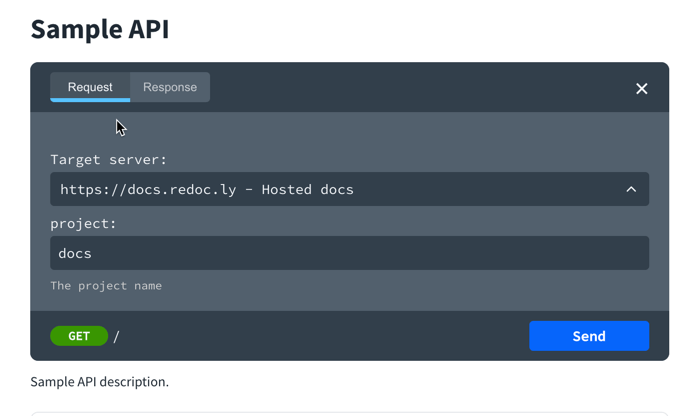 Sample API
Request Response
Target server:
https://docs.redoc.ly - Hosted docs
project:
docs
The project name
GET / Send
Sample API description.